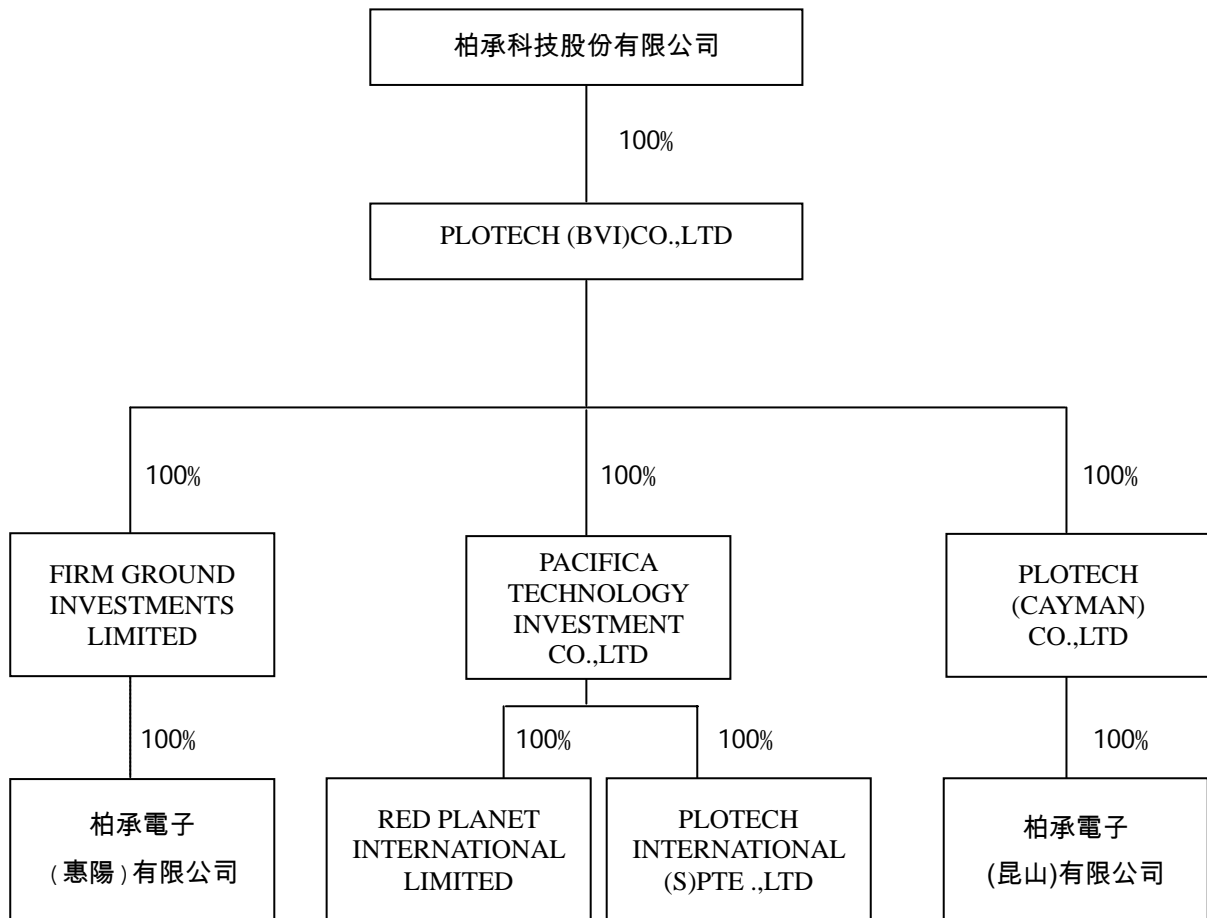 柏承科技股份有限公司
100%
PLOTECH (BVI)CO.,LTD
100%
100%
100%
FIRM GROUND
INVESTMENTS
LIMITED
PACIFICA
TECHNOLOGY
INVESTMENT
CO.,LTD
PLOTECH
(CAYMAN)
CO.,LTD
100%
100%
100%
100%
柏承電子
(惠陽)有限公司
RED PLANET
INTERNATIONAL
LIMITED
PLOTECH
INTERNATIONAL
(S)PTE .,LTD
柏承電子
(昆山)有限公司